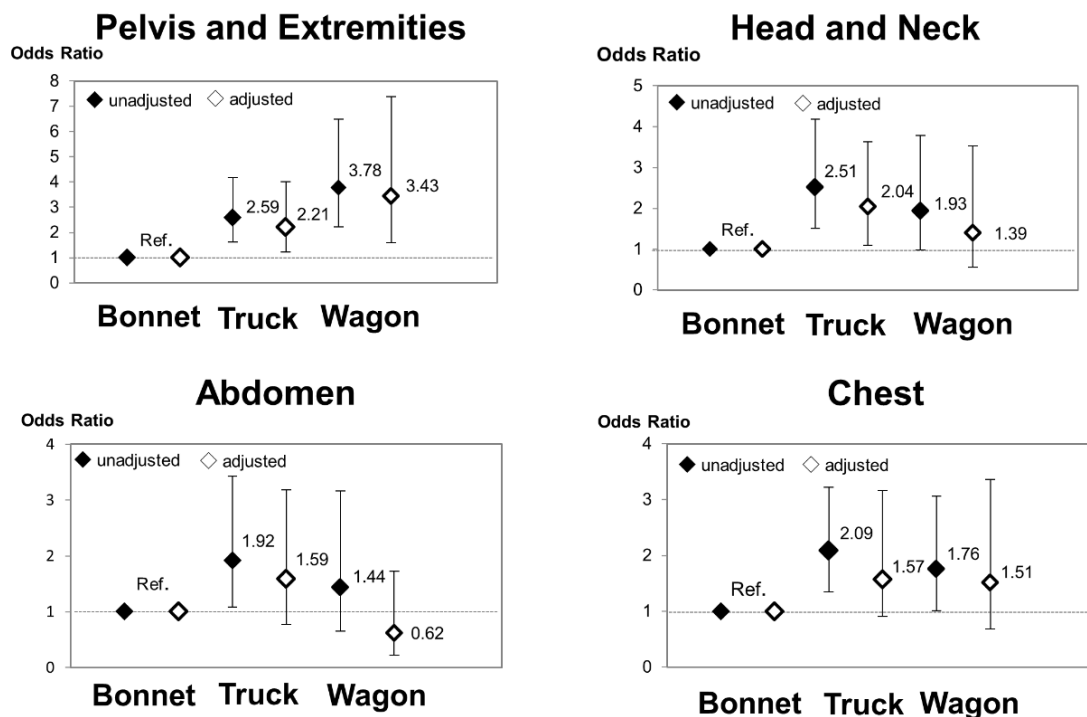 Pelvis and Extremities
Odds Ratio
8
7
6
5
4
3
2
1
0
◆ unadjusted ◇ adjusted
Ref.
2.59
2.21
3.78
3.43
Bonnet Truck Wagon
Head and Neck
Odds Ratio
5
4
3
2
1
0
◆ unadjusted ◇ adjusted
Ref.
2.51
2.04
1.93
1.39
Bonnet Truck Wagon
Abdomen
Odds Ratio
4
3
2
1
0
◆ unadjusted ◇ adjusted
Ref.
1.92
1.59
1.44
0.62
Bonnet Truck Wagon
Chest
Odds Ratio
4
3
2
1
0
◆ unadjusted ◇ adjusted
Ref.
2.09
1.57
1.76
1.51
Bonnet Truck Wagon